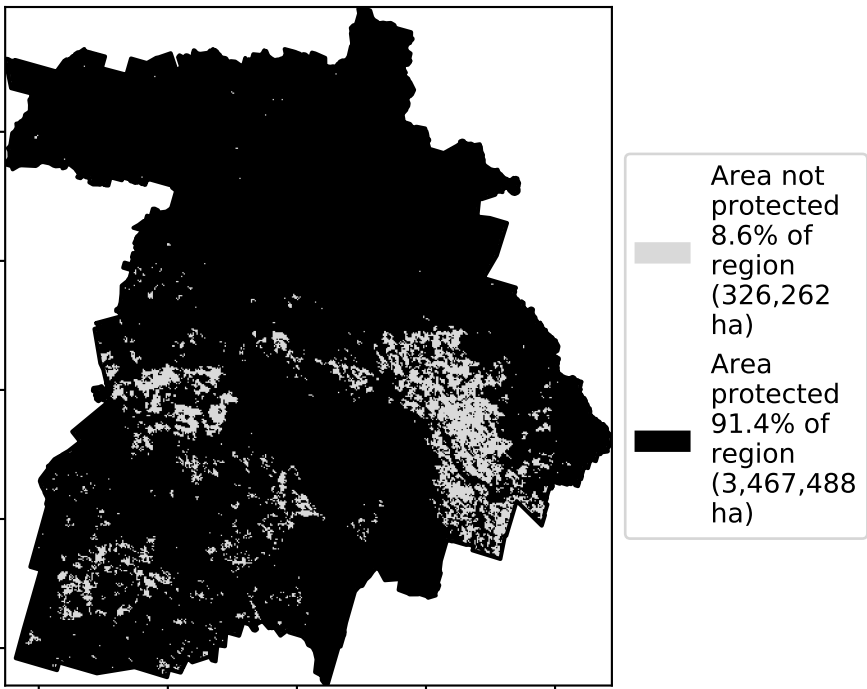 Area not
protected
8.6% of
region
(326,262
ha)
Area
protected
91.4% of
region
(3,467,488
ha)